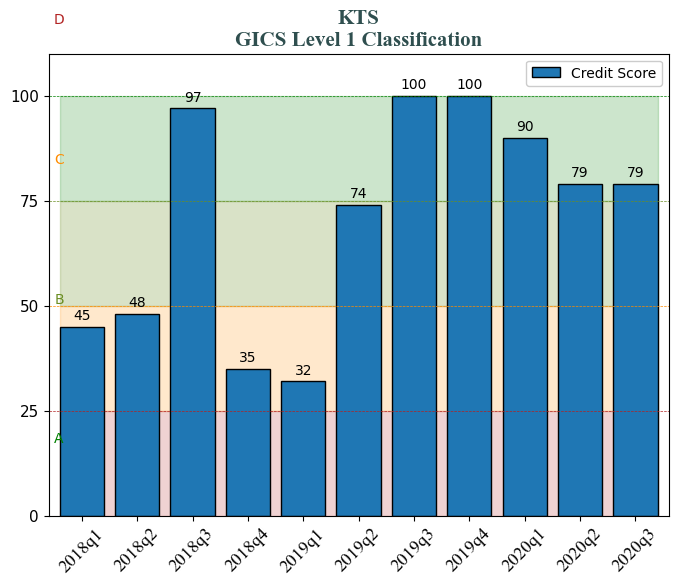 D
KTS
GICS Level 1 Classification
Credit Score
100
75
50
25
0
C
B
A
45
48
97
35
32
74
100
100
90
79
79
2018q1
2018q2
2018q3
2018q4
2019q1
2019q2
2019q3
2019q4
2020q1
2020q2
2020q3